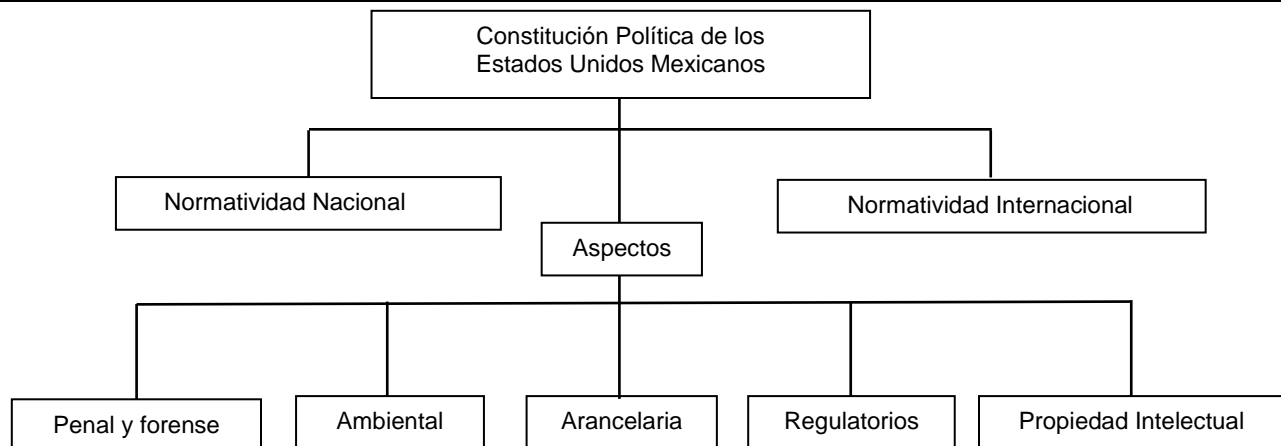 Constitución Política de los
Estados Unidos Mexicanos
Normatividad Nacional
Normatividad Internacional
Aspectos
Penal y forense
Ambiental
Arancelaria
Regulatorios
Propiedad Intelectual